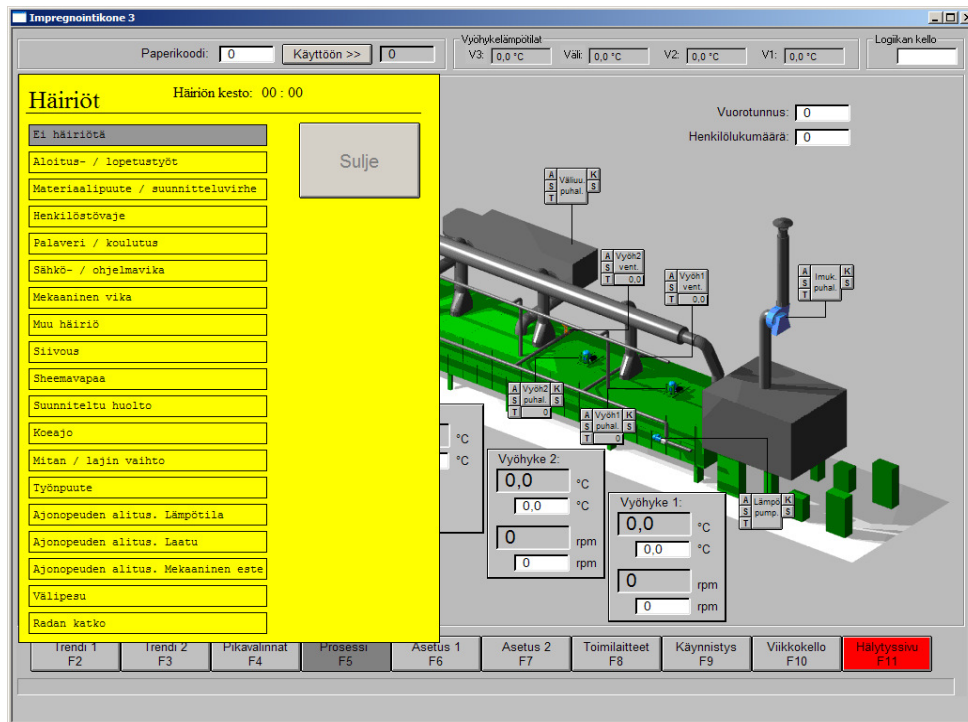 Impregnointikone 3
Paperikoodi: 0 Käyttöön >> 0
Vyöhykelämpötilat
V3: 0,0 °C Väli: 0,0 °C V2: 0,0 °C V1: 0,0 °C
Logiikan kello
Häiriöt
Häiriön kesto: 00 : 00
Sulje
Ei häiriötä
Aloitus- / lopetustyöt
Materiaalipuute / suunnitteluvirhe
Henkilöstövaje
Palaveri / koulutus
Sähkö- / ohjelmavika
Mekaaninen vika
Muu häiriö
Siivous
Sheemavapaa
Suunniteltu huolto
Koeajo
Mitan / lajin vaihto
Työnpuute
Ajonopeuden alitus. Lämpötila
Ajonopeuden alitus. Laatu
Ajonopeuden alitus. Mekaaninen este
Välipesu
Radan katko
Vuorotunnus: 0
Henkilölukumäärä: 0
A Väliuu. K
S puhal. S
T
A Vyöh2
S vent.
T 0,0
A Vyöh1
S vent.
T 0,0
A Imuk. K
S puhal. S
T
A Vyöh2 K
S puhal. S
T 0
A Vyöh1 K
S puhal. S
T 0
A Lämpö K
S pump. S
T
°C
°C
Vyöhyke 2:
0,0 °C
0,0 °C
0 rpm
0 rpm
Vyöhyke 1:
0,0 °C
0,0 °C
0 rpm
0 rpm
Trendi 1 F2
Trendi 2 F3
Pikavalinnat F4
Prosessi F5
Asetus 1 F6
Asetus 2 F7
Toimilaitteet F8
Käynnistys F9
Viikkokello F10
Hälytyssivu F11